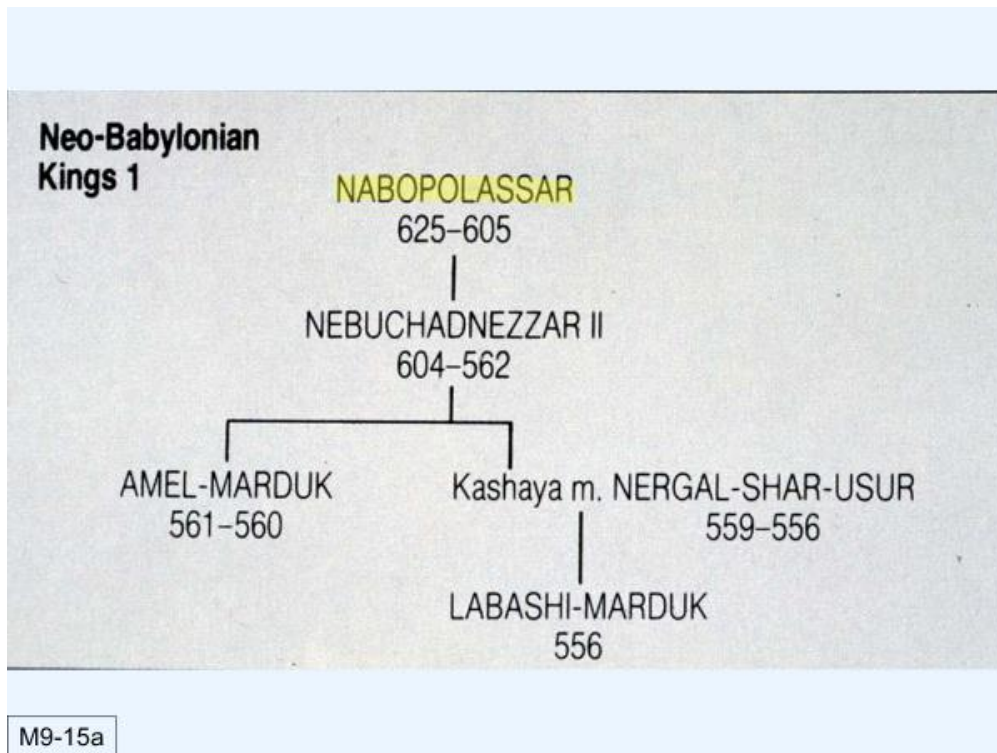 Neo-Babylonian
Kings 1
NABOPOLASSAR
625–605
NEBUCHADNEZZAR II
604–562
AMEL-MARDUK
561–560
Kashaya m. NERGAL-SHAR-USUR
559–556
LABASHI-MARDUK
556
M9-15a